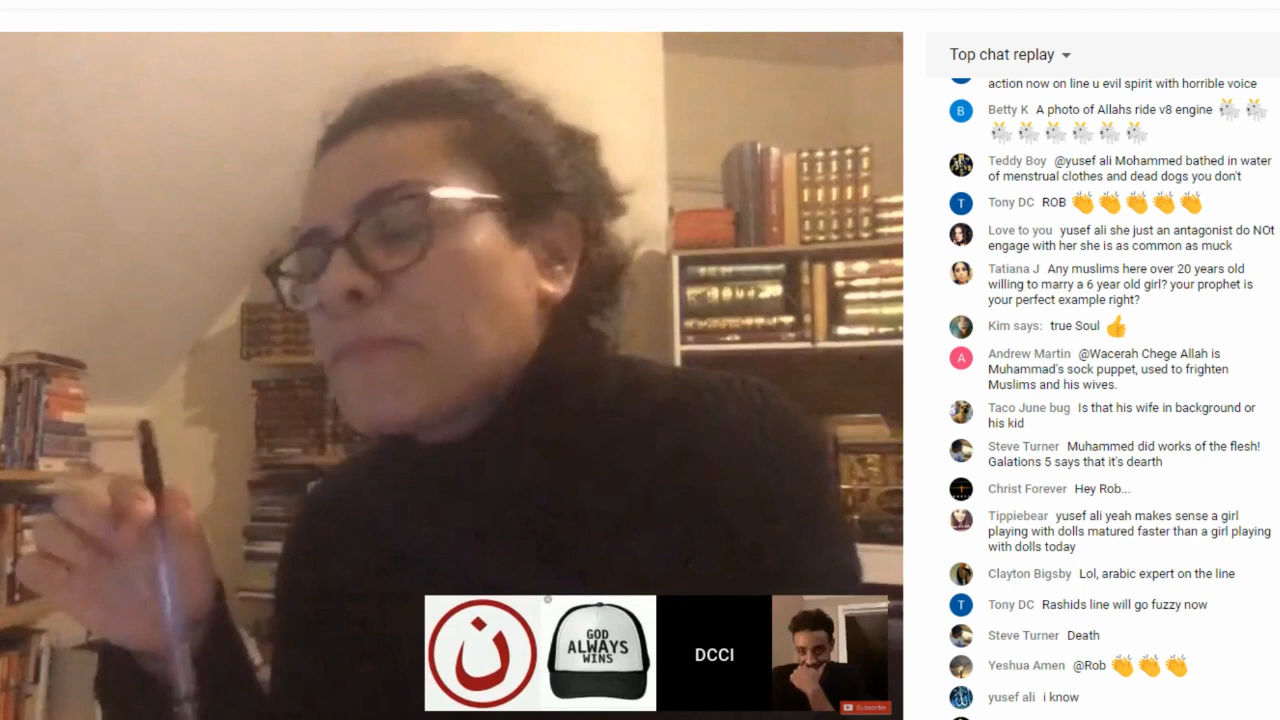 Top chat replay
action now on line u evil spirit with horrible voice
Betty K A photo of Allahs ride v8 engine 🐐 🐐
🐐 🐐 🐐 🐐 🐐 🐐
Teddy Boy @yusef ali Mohammed bathed in water
of menstrual clothes and dead dogs you don't
Tony DC ROB 👏 👏 👏 👏 👏
Love to you yusef ali she just an antagonist do NOt
engage with her she is as common as muck
Tatiana J Any muslims here over 20 years old
willing to marry a 6 year old girl? your prophet is
your perfect example right?
Kim says: true Soul 👍
Andrew Martin @Wacerah Chege Allah is
Muhammad's sock puppet, used to frighten
Muslims and his wives.
Taco June bug Is that his wife in background or
his kid
Steve Turner Muhammed did works of the flesh!
Galations 5 says that it's dearth
Christ Forever Hey Rob...
Tippiebear yusef ali yeah makes sense a girl
playing with dolls matured faster than a girl playing
with dolls today
Clayton Bigsby Lol, arabic expert on the line
Tony DC Rashids line will go fuzzy now
Steve Turner Death
Yeshua Amen @Rob 👏 👏 👏
yusef ali i know
B
T
A
T
ن
GOD
ALWAYS
WINS
DCCI
Subscribe